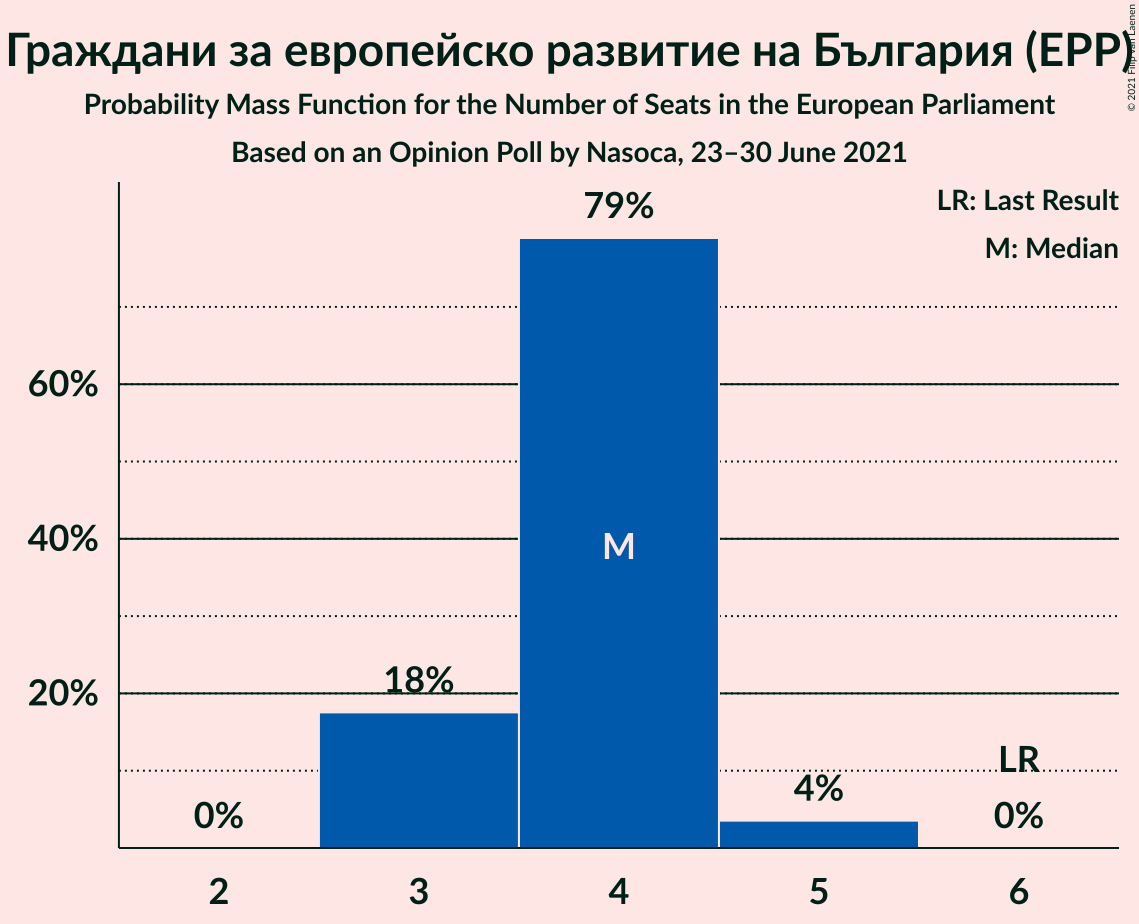 Граждани за европейско развитие на България (EPP)
© 2021 Filip van Laenen
Probability Mass Function for the Number of Seats in the European Parliament
Based on an Opinion Poll by Nasoca, 23–30 June 2021
LR: Last Result
M: Median
79%
60%
40%
M
18%
20%
LR
4%
0%
0%
2 3 4 5 6